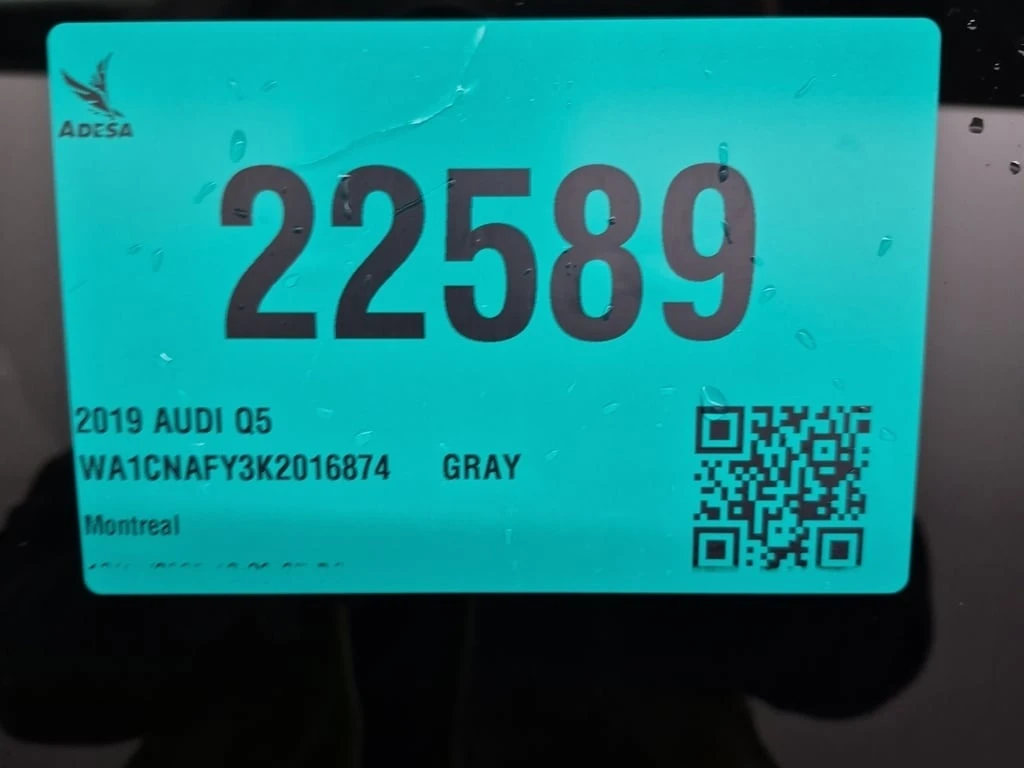 ADESA
22589
2019 AUDI Q5
WA1CNAFY3K2016874 GRAY
Montreal